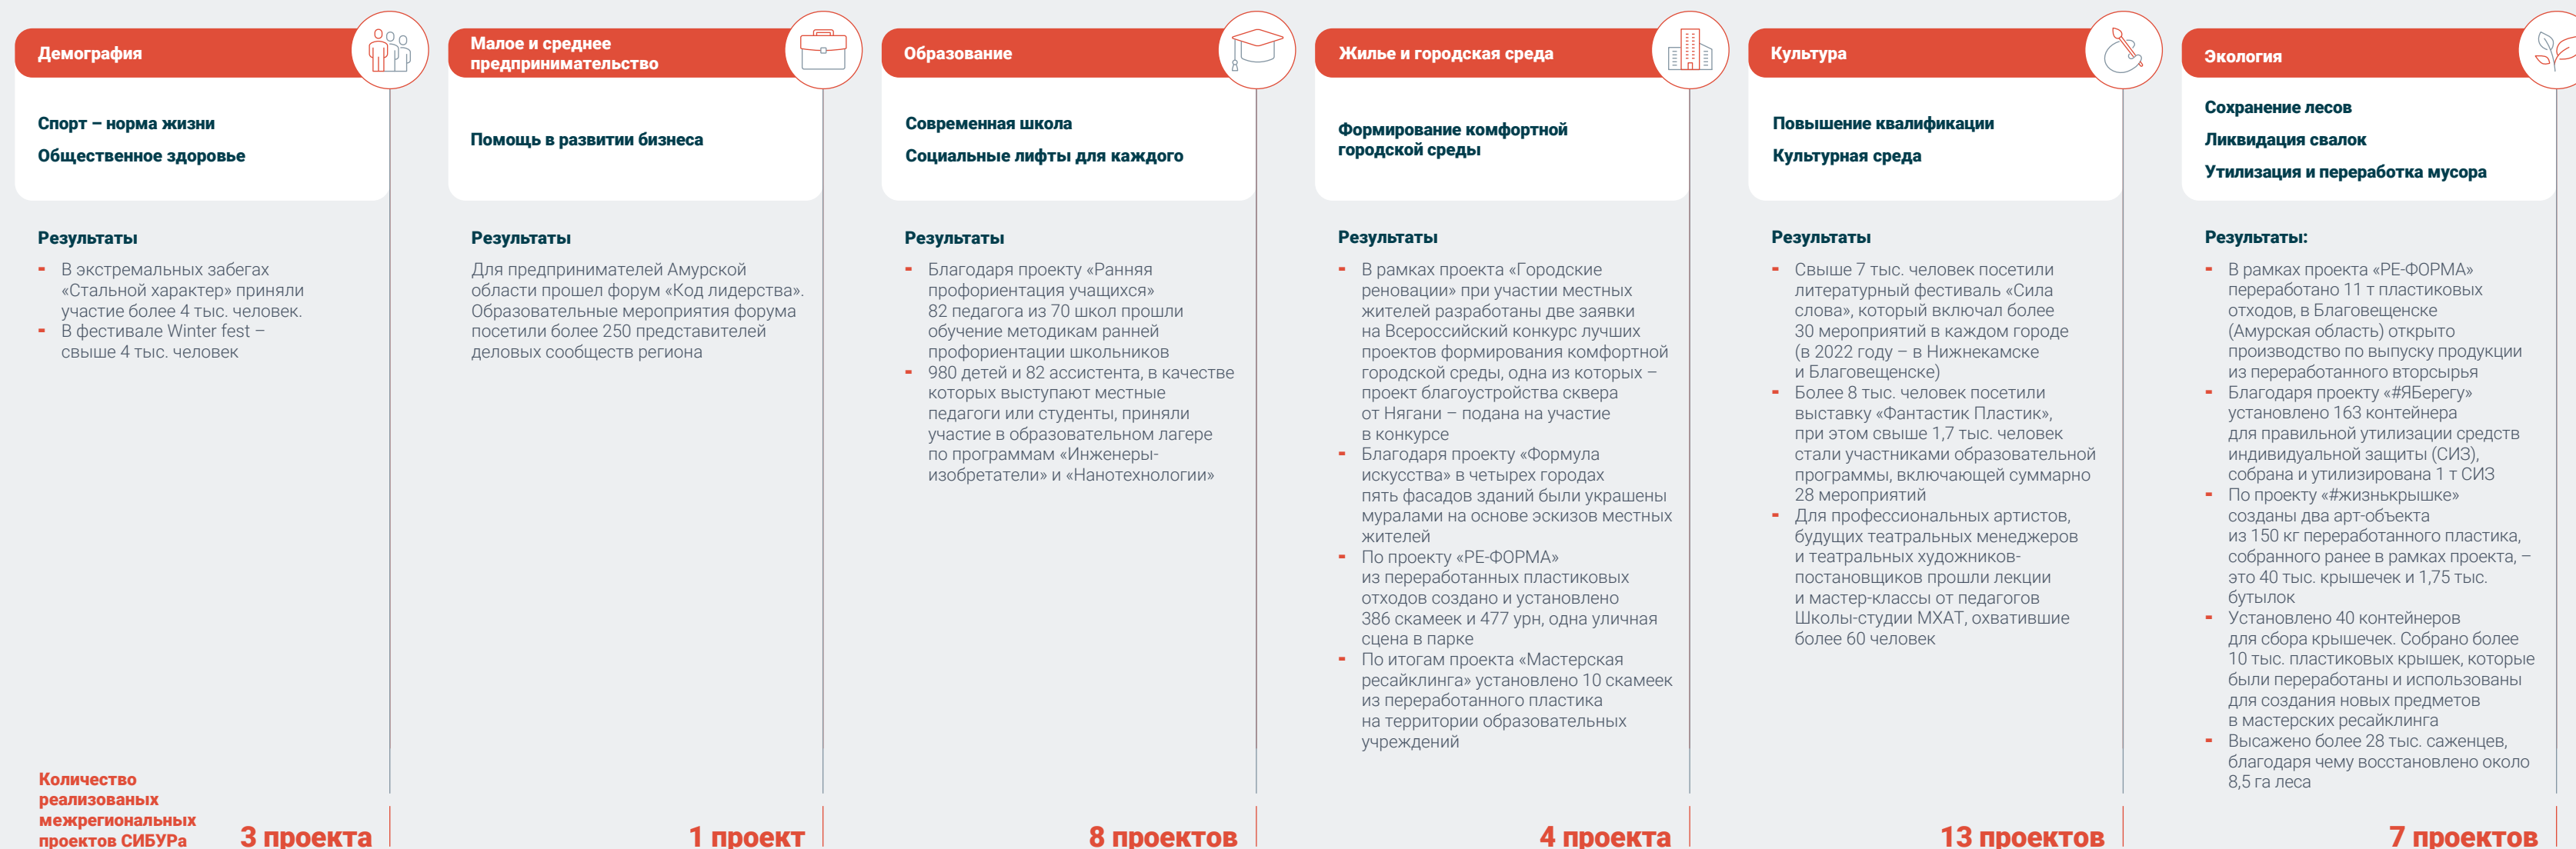 Демография
Спорт – норма жизни
Общественное здоровье
Результаты
- В экстремальных забегах
«Стальной характер» приняли
участие более 4 тыс. человек.
- В фестивале Winter fest –
свыше 4 тыс. человек
Количество
реализованых
межрегиональных
проектов СИБУРа
3 проекта
Малое и среднее
предпринимательство
Помощь в развитии бизнеса
Результаты
Для предпринимателей Амурской
области прошел форум «Код лидерства».
Образовательные мероприятия форума
посетили более 250 представителей
деловых сообществ региона
1 проект
Образование
Современная школа
Социальные лифты для каждого
Результаты
- Благодаря проекту «Ранняя
профориентация учащихся»
82 педагога из 70 школ прошли
обучение методикам ранней
профориентации школьников
- 980 детей и 82 ассистента, в качестве
которых выступают местные
педагоги или студенты, приняли
участие в образовательном лагере
по программам «Инженеры-
изобретатели» и «Нанотехнологии»
8 проектов
Жилье и городская среда
Формирование комфортной
городской среды
Результаты
- В рамках проекта «Городские
реновации» при участии местных
жителей разработаны две заявки
на Всероссийский конкурс лучших
проектов формирования комфортной
городской среды, одна из которых –
проект благоустройства сквера
от Нягани – подана на участие
в конкурсе
- Благодаря проекту «Формула
искусства» в четырех городах
пять фасадов зданий были украшены
муралами на основе эскизов местных
жителей
- По проекту «РЕ-ФОРМА»
из переработанных пластиковых
отходов создано и установлено
386 скамеек и 477 урн, одна уличная
сцена в парке
- По итогам проекта «Мастерская
ресайклинга» установлено 10 скамеек
из переработанного пластика
на территории образовательных
учреждений
4 проекта
Культура
Повышение квалификации
Культурная среда
Результаты
- Свыше 7 тыс. человек посетили
литературный фестиваль «Сила
слова», который включал более
30 мероприятий в каждом городе
(в 2022 году – в Нижнекамске
и Благовещенске)
- Более 8 тыс. человек посетили
выставку «Фантастик Пластик»,
при этом свыше 1,7 тыс. человек
стали участниками образовательной
программы, включающей суммарно
28 мероприятий
- Для профессиональных артистов,
будущих театральных менеджеров
и театральных художников-
постановщиков прошли лекции
и мастер-классы от педагогов
Школы-студии МХАТ, охватившие
более 60 человек
13 проектов
Экология
Сохранение лесов
Ликвидация свалок
Утилизация и переработка мусора
Результаты:
- В рамках проекта «РЕ-ФОРМА»
переработано 11 т пластиковых
отходов, в Благовещенске
(Амурская область) открыто
производство по выпуску продукции
из переработанного вторсырья
- Благодаря проекту «#ЯБерегу»
установлено 163 контейнера
для правильной утилизации средств
индивидуальной защиты (СИЗ),
собрана и утилизирована 1 т СИЗ
- По проекту «#жизнькрышке»
созданы два арт-объекта
из 150 кг переработанного пластика,
собранного ранее в рамках проекта, –
это 40 тыс. крышечек и 1,75 тыс.
бутылок
- Установлено 40 контейнеров
для сбора крышечек. Собрано более
10 тыс. пластиковых крышек, которые
были переработаны и использованы
для создания новых предметов
в мастерских ресайклинга
- Высажено более 28 тыс. саженцев,
благодаря чему восстановлено около
8,5 га леса
7 проектов